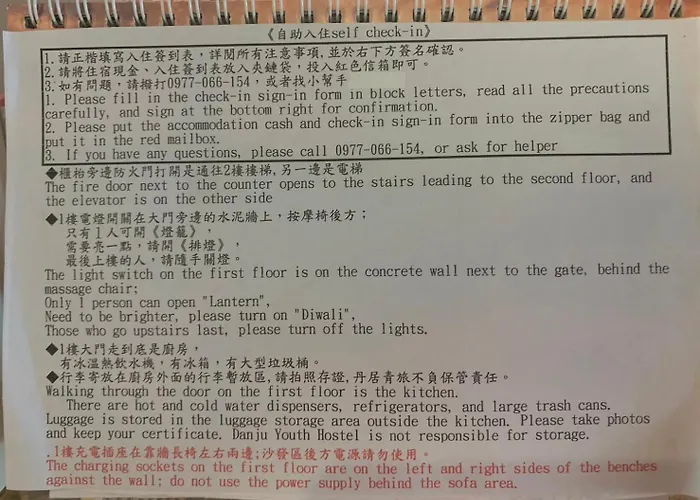 《自助入住self check-in》
1.請正楷填寫入住簽到表，詳閱所有注意事項,並於右下方簽名確認。
2.請將住宿現金、入住簽到表放入夾鏈袋，投入紅色信箱即可。
3.如有問題，請撥打0977-066-154，或者找小幫手
1. Please fill in the check-in sign-in form in block letters, read all the precautions
carefully, and sign at the bottom right for confirmation.
2. Please put the accommodation cash and check-in sign-in form into the zipper bag and
put it in the red mailbox.
3. If you have any questions, please call 0977-066-154, or ask for helper
◆櫃枱旁邊防火門打開是通往2樓樓梯,另一邊是電梯
The fire door next to the counter opens to the stairs leading to the second floor, and
the elevator is on the other side
◆1樓電燈開關在大門旁邊的水泥牆上，按摩椅後方；
只有1人可開《燈籠》，
需要亮一點，請開《排燈》，
最後上樓的人，請隨手關燈。
The light switch on the first floor is on the concrete wall next to the gate, behind the
massage chair;
Only 1 person can open "Lantern",
Need to be brighter, please turn on "Diwali",
Those who go upstairs last, please turn off the lights.
◆1樓大門走到底是廚房，
有冰溫熱飲水機，有冰箱，有大型垃圾桶。
◆行李寄放在廚房外面的行李暫放區,請拍照存證,丹居青旅不負保管責任。
Walking through the door on the first floor is the kitchen.
There are hot and cold water dispensers, refrigerators, and large trash cans.
Luggage is stored in the luggage storage area outside the kitchen. Please take photos
and keep your certificate. Danju Youth Hostel is not responsible for storage.
.1樓充電插座在靠牆長椅左右兩邊;沙發區後方電源請勿使用。
The charging sockets on the first floor are on the left and right sides of the benches
against the wall; do not use the power supply behind the sofa area.